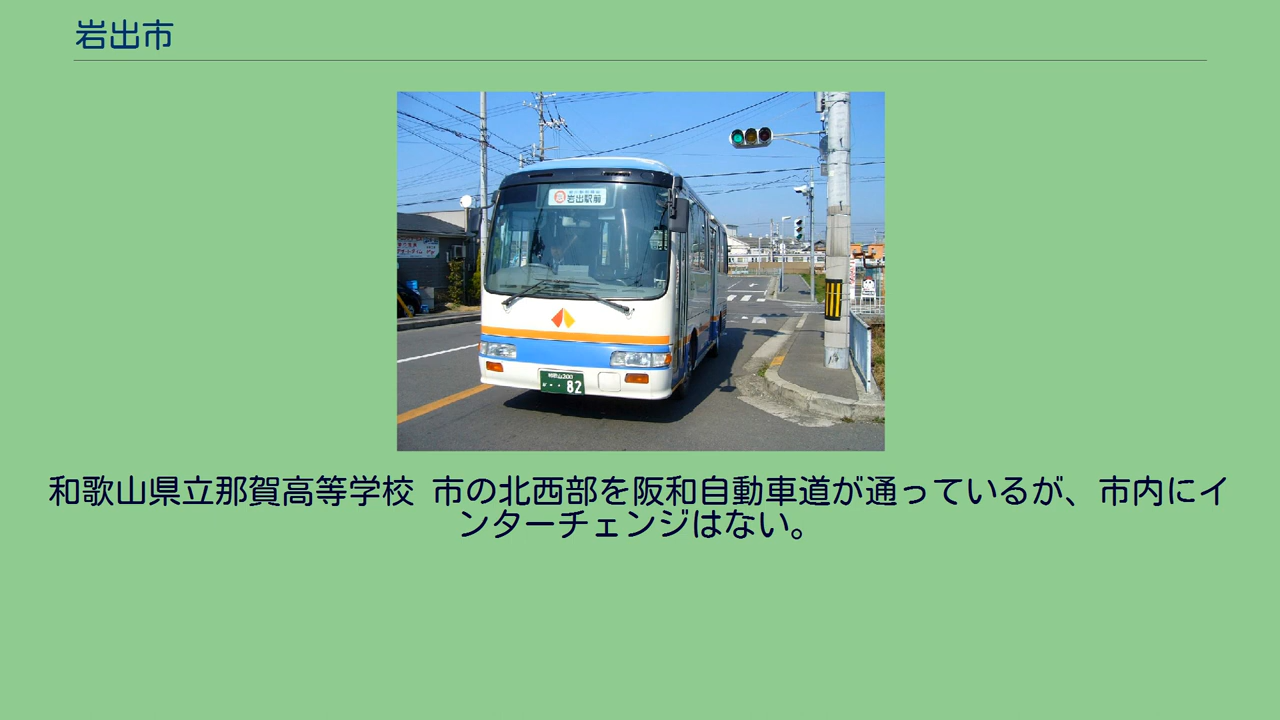 岩出市
岩出駅前
82
和歌山県立那賀高等学校 市の北西部を阪和自動車道が通っているが、市内にイ
ンターチェンジはない。